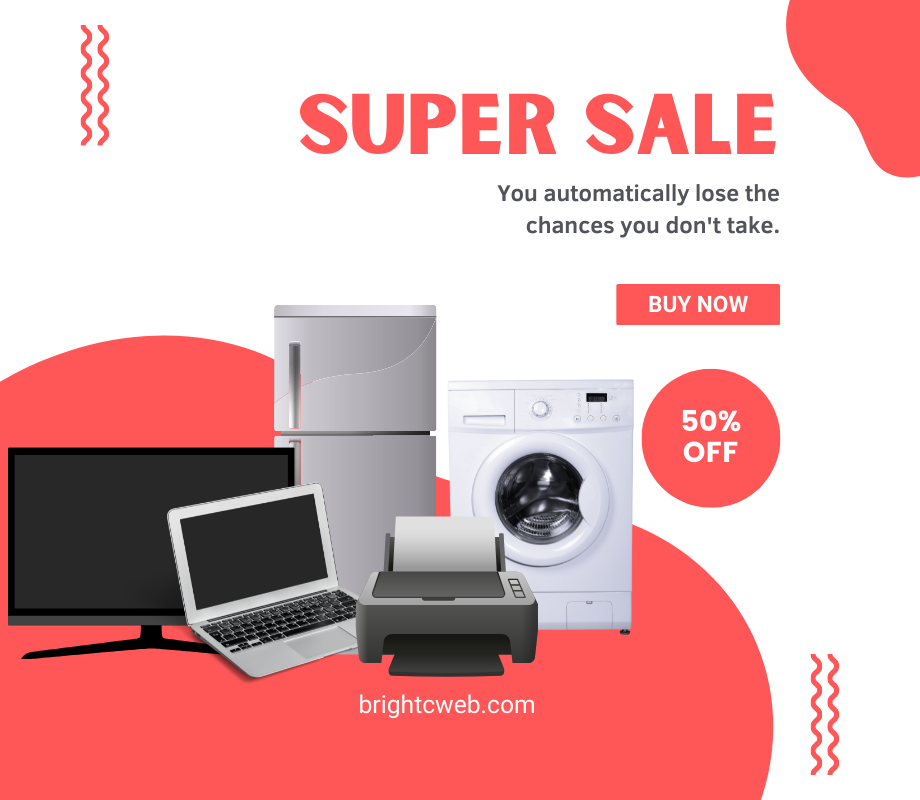 SUPER SALE
You automatically lose the
chances you don't take.
BUY NOW
50%
OFF
brightcweb.com